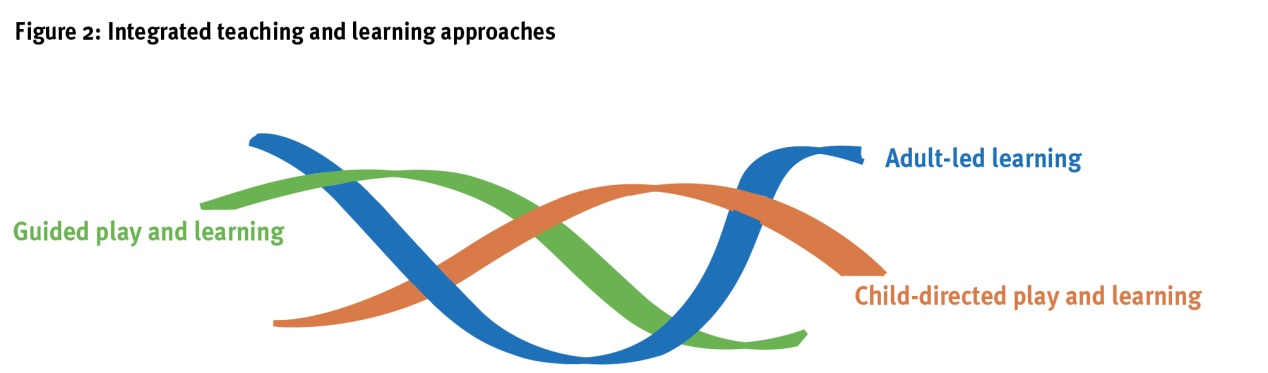 Figure 2: Integrated teaching and learning approaches
Adult-led learning
Guided play and learning
Child-directed play and learning